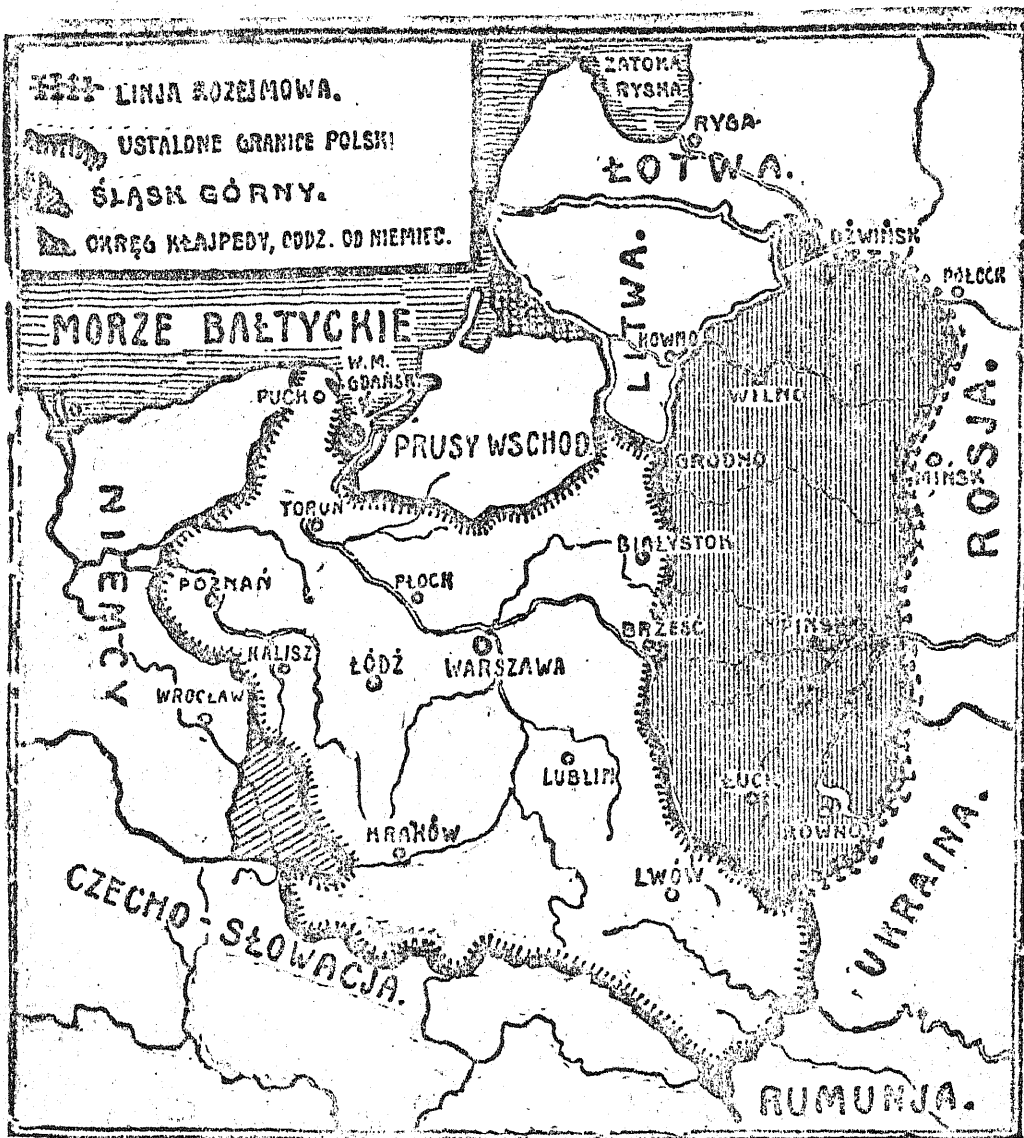 LINJA ROZEJMOWA.
USTALONE GRANICE POLSKI
ŚLĄSK GÓRNY.
OKRĘG KŁAJPEDY, ODDZ. OD NIEMIEC.
ZATOKA
RYSKA
RYGA
ŁOTWA.
DŹWIŃSK
POŁOCK
LITWA.
MORZE BAŁTYCKIE
KOWNO
W.M.
GDAŃSK
PUCK
WILNO
ROSJA.
PRUSY WSCHOD.
GRODNO
MIŃSK
NIEMCY
TORUŃ
BIAŁYSTOK
POZNAŃ
PŁOCK
BRZEŚĆ
PIŃSK
KALISZ
ŁÓDŹ
WARSZAWA
WROCŁAW
LUBLIN
ŁUCK
RÓWNO
KRAKÓW
LWÓW
CZECHO-SŁOWACJA.
UKRAINA.
RUMUNJA.